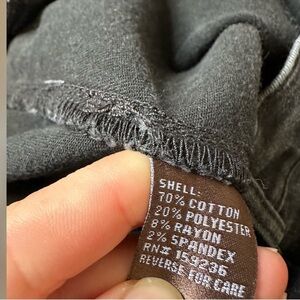 SHELL:
70% COTTON
20% POLYESTER
8% RAYON
2% SPANDEX
RN# 159236
REVERSE FOR CARE